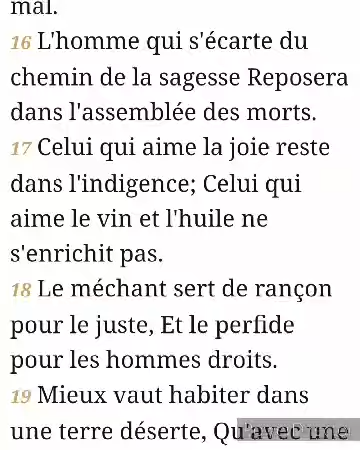 mal.
16 L'homme qui s'écarte du
chemin de la sagesse Reposera
dans l'assemblée des morts.
17 Celui qui aime la joie reste
dans l'indigence; Celui qui
aime le vin et l'huile ne
s'enrichit pas.
18 Le méchant sert de rançon
pour le juste, Et le perfide
pour les hommes droits.
19 Mieux vaut habiter dans
une terre déserte, Qu'avec une